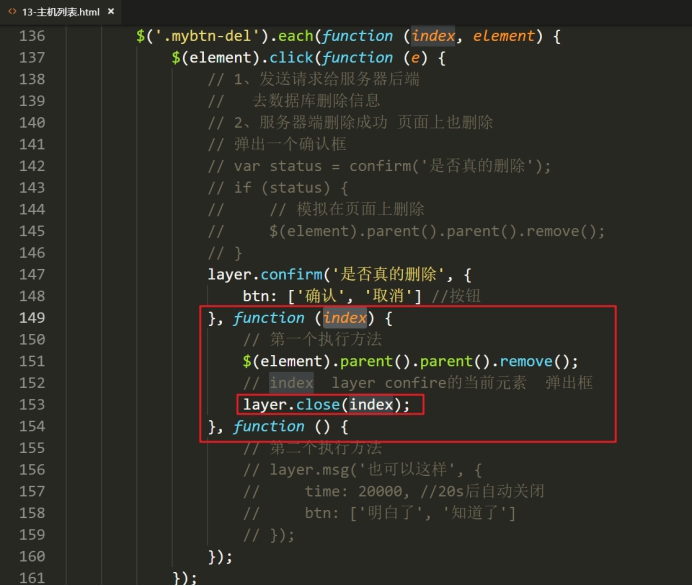 <> 13-主机列表.html ×
136 $('.mybtn-del').each(function (index, element) {
137 $(element).click(function (e) {
138 // 1、发送请求给服务器后端
139 // 去数据库删除信息
140 // 2、服务器端删除成功 页面上也删除
141 // 弹出一个确认框
142 // var status = confirm('是否真的删除');
143 // if (status) {
144 // // 模拟在页面上删除
145 // $(element).parent().parent().remove();
146 // }
147 layer.confirm('是否真的删除', {
148 btn: ['确认', '取消'] //按钮
149 }, function (index) {
150 // 第一个执行方法
151 $(element).parent().parent().remove();
152 // index layer confire的当前元素 弹出框
153 layer.close(index);
154 }, function () {
155 // 第二个执行方法
156 // layer.msg('也可以这样', {
157 // time: 20000, //20s后自动关闭
158 // btn: ['明白了', '知道了']
159 // });
160 });
161 });